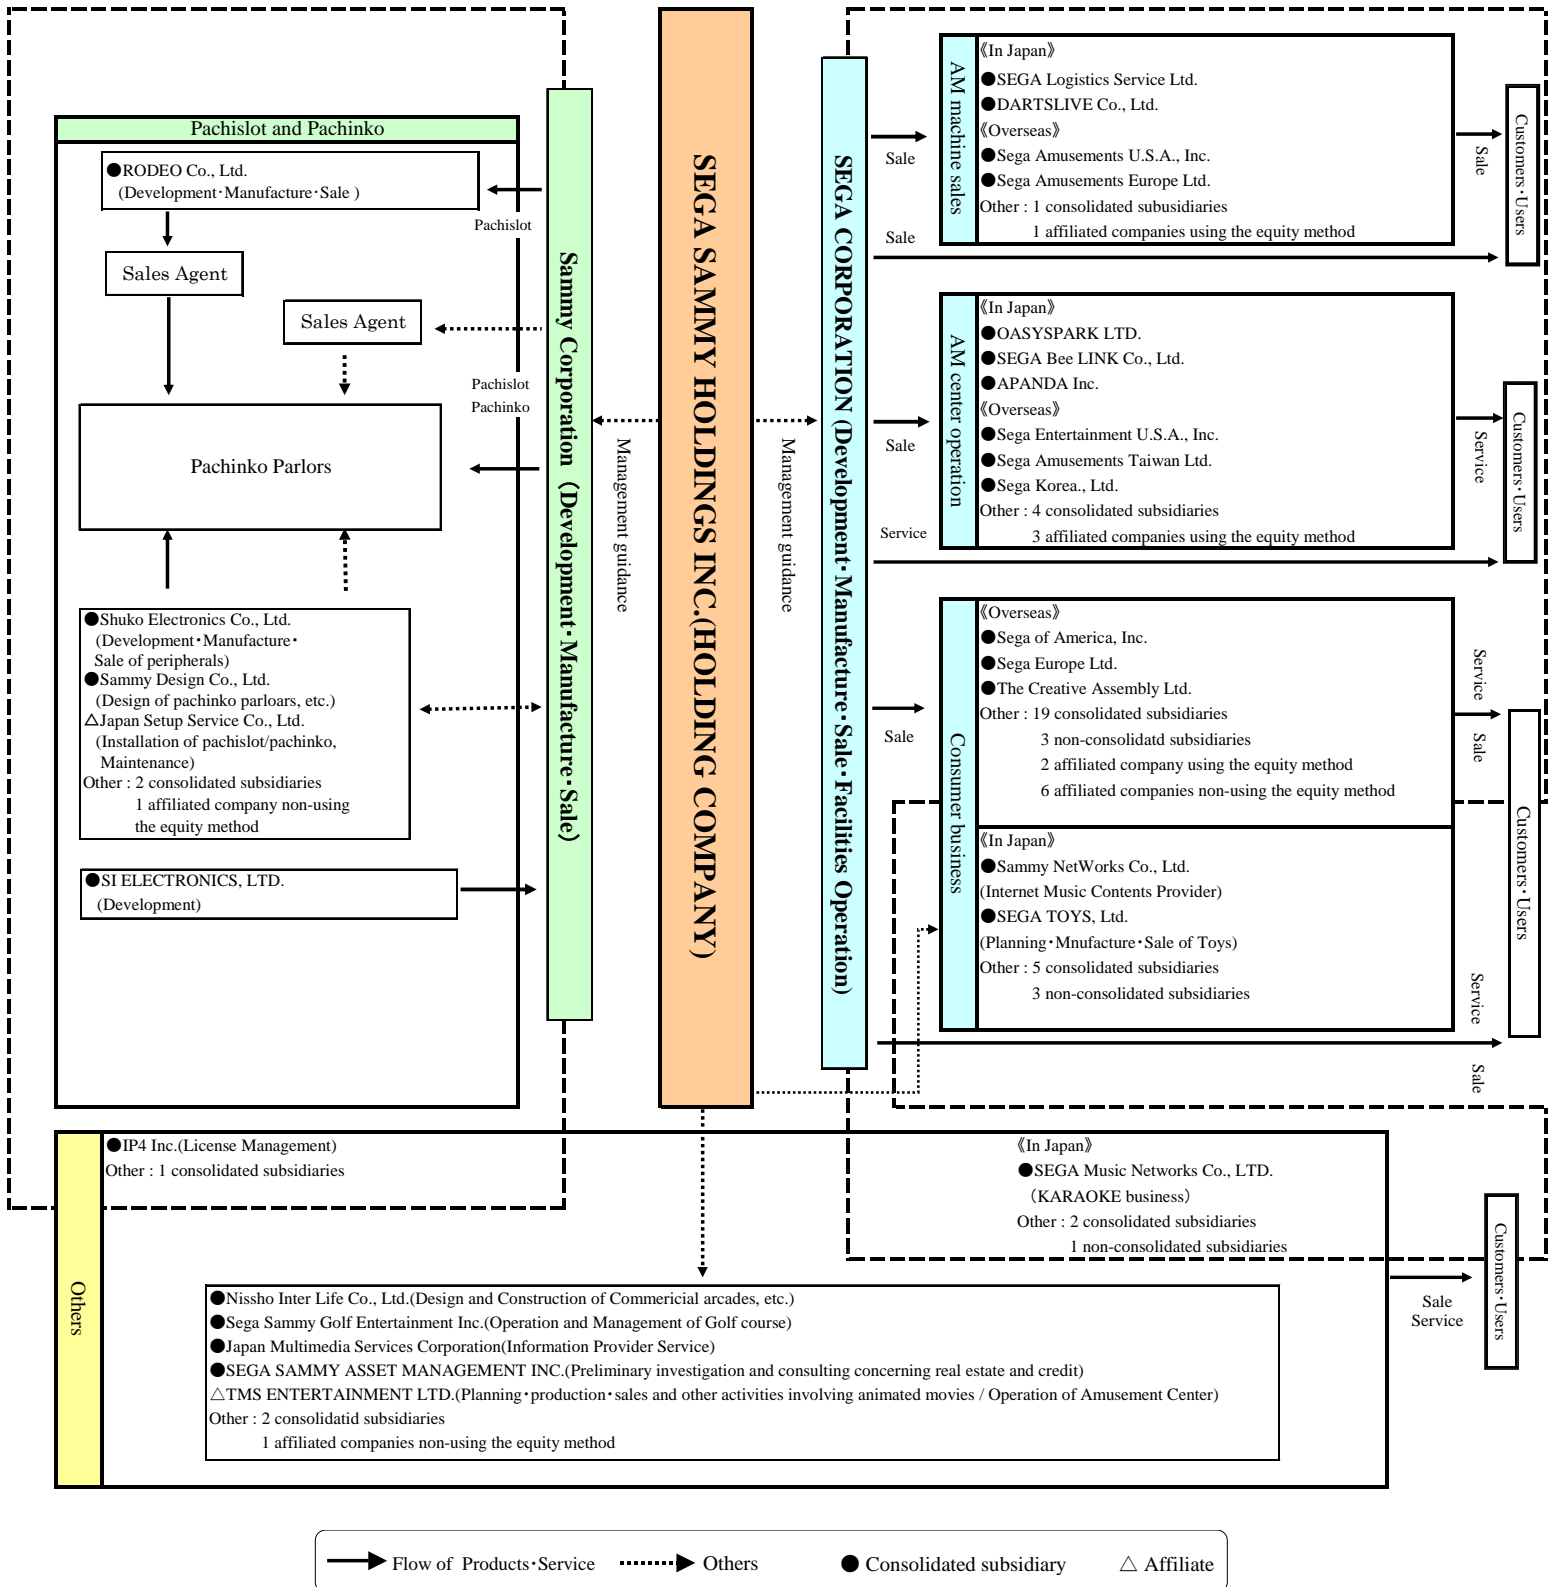 Pachislot and Pachinko
●RODEO Co., Ltd.
(Development･Manufacture･Sale )
Pachislot
Sales Agent
Sales Agent
Pachislot
Pachinko
Pachinko Parlors
●Shuko Electronics Co., Ltd.
(Development･Manufacture･
Sale of peripherals)
●Sammy Design Co., Ltd.
(Design of pachinko parloars, etc.)
△Japan Setup Service Co., Ltd.
(Installation of pachislot/pachinko,
Maintenance)
Other : 2 consolidated subsidiaries
1 affiliated company non-using
the equity method
●SI ELECTRONICS, LTD.
(Development)
Sammy Corporation（Development･Manufacture･Sale）
Management guidance
SEGA SAMMY HOLDINGS INC.(HOLDING COMPANY)
Management guidance
SEGA CORPORATION (Development･Manufacture･Sale･Facilities Operation)
Sale
AM machine sales
《In Japan》
●SEGA Logistics Service Ltd.
●DARTSLIVE Co., Ltd.
《Overseas》
●Sega Amusements U.S.A., Inc.
●Sega Amusements Europe Ltd.
Other : 1 consolidated subusidiaries
1 affiliated companies using the equity method
Sale
Sale
Customers･Users
Sale
AM center operation
《In Japan》
●OASYSPARK LTD.
●SEGA Bee LINK Co., Ltd.
●APANDA Inc.
《Overseas》
●Sega Entertainment U.S.A., Inc.
●Sega Amusements Taiwan Ltd.
●Sega Korea., Ltd.
Other : 4 consolidated subsidiaries
3 affiliated companies using the equity method
Service
Service
Customers･Users
Sale
Consumer business
《Overseas》
●Sega of America, Inc.
●Sega Europe Ltd.
●The Creative Assembly Ltd.
Other : 19 consolidated subsidiaries
3 non-consolidatd subsidiaries
2 affiliated company using the equity method
6 affiliated companies non-using the equity method
《In Japan》
●Sammy NetWorks Co., Ltd.
(Internet Music Contents Provider)
●SEGA TOYS, Ltd.
(Planning･Mnufacture･Sale of Toys)
Other : 5 consolidated subsidiaries
3 non-consolidated subsidiaries
Service
Sale
Service
Sale
Customers･Users
Others
●IP4 Inc.(License Management)
Other : 1 consolidated subsidiaries
《In Japan》
●SEGA Music Networks Co., LTD.
（KARAOKE business）
Other : 2 consolidated subsidiaries
1 non-consolidated subsidiaries
●Nissho Inter Life Co., Ltd.(Design and Construction of Commericial arcades, etc.)
●Sega Sammy Golf Entertainment Inc.(Operation and Management of Golf course)
●Japan Multimedia Services Corporation(Information Provider Service)
●SEGA SAMMY ASSET MANAGEMENT INC.(Preliminary investigation and consulting concerning real estate and credit)
△TMS ENTERTAINMENT LTD.(Planning･production･sales and other activities involving animated movies / Operation of Amusement Center)
Other : 2 consolidatid subsidiaries
1 affiliated companies non-using the equity method
Sale
Service
Customers･Users
Flow of Products･Service
Others
● Consolidated subsidiary
△ Affiliate